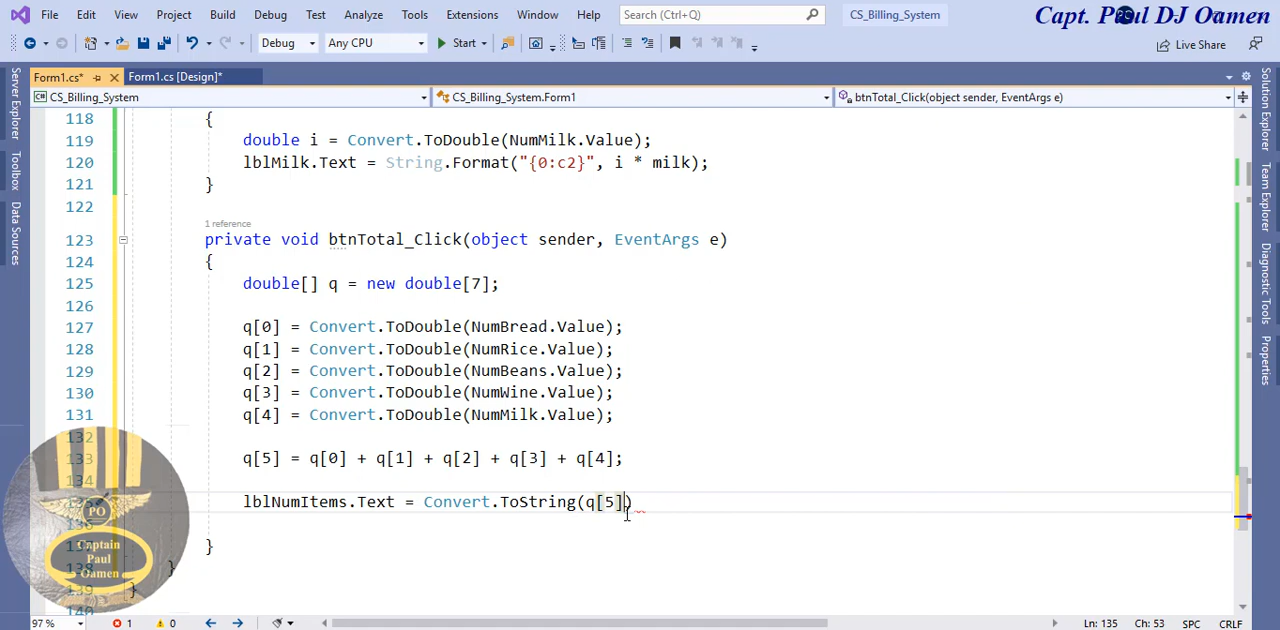 File Edit View Project Build Debug Test Analyze Tools Extensions Window Help Search (Ctrl+Q) CS_Billing_System Capt. Paul DJ Oamen
Debug Any CPU Start Live Share
Form1.cs* Form1.cs [Design]*
CS_Billing_System CS_Billing_System.Form1 btnTotal_Click(object sender, EventArgs e)
Server Explorer
Toolbox
Data Sources
Solution Explorer
Team Explorer
Diagnostic Tools
Properties
118 {
119 double i = Convert.ToDouble(NumMilk.Value);
120 lblMilk.Text = String.Format("{0:c2}", i * milk);
121 }
122
1 reference
123 private void btnTotal_Click(object sender, EventArgs e)
124 {
125 double[] q = new double[7];
126
127 q[0] = Convert.ToDouble(NumBread.Value);
128 q[1] = Convert.ToDouble(NumRice.Value);
129 q[2] = Convert.ToDouble(NumBeans.Value);
130 q[3] = Convert.ToDouble(NumWine.Value);
131 q[4] = Convert.ToDouble(NumMilk.Value);
132
133 q[5] = q[0] + q[1] + q[2] + q[3] + q[4];
134
lblNumItems.Text = Convert.ToString(q[5])
}
138 }
139 }
140
PO
Captain
Paul
Oamen
97 % 1 0 Ln: 135 Ch: 53 SPC CRLF